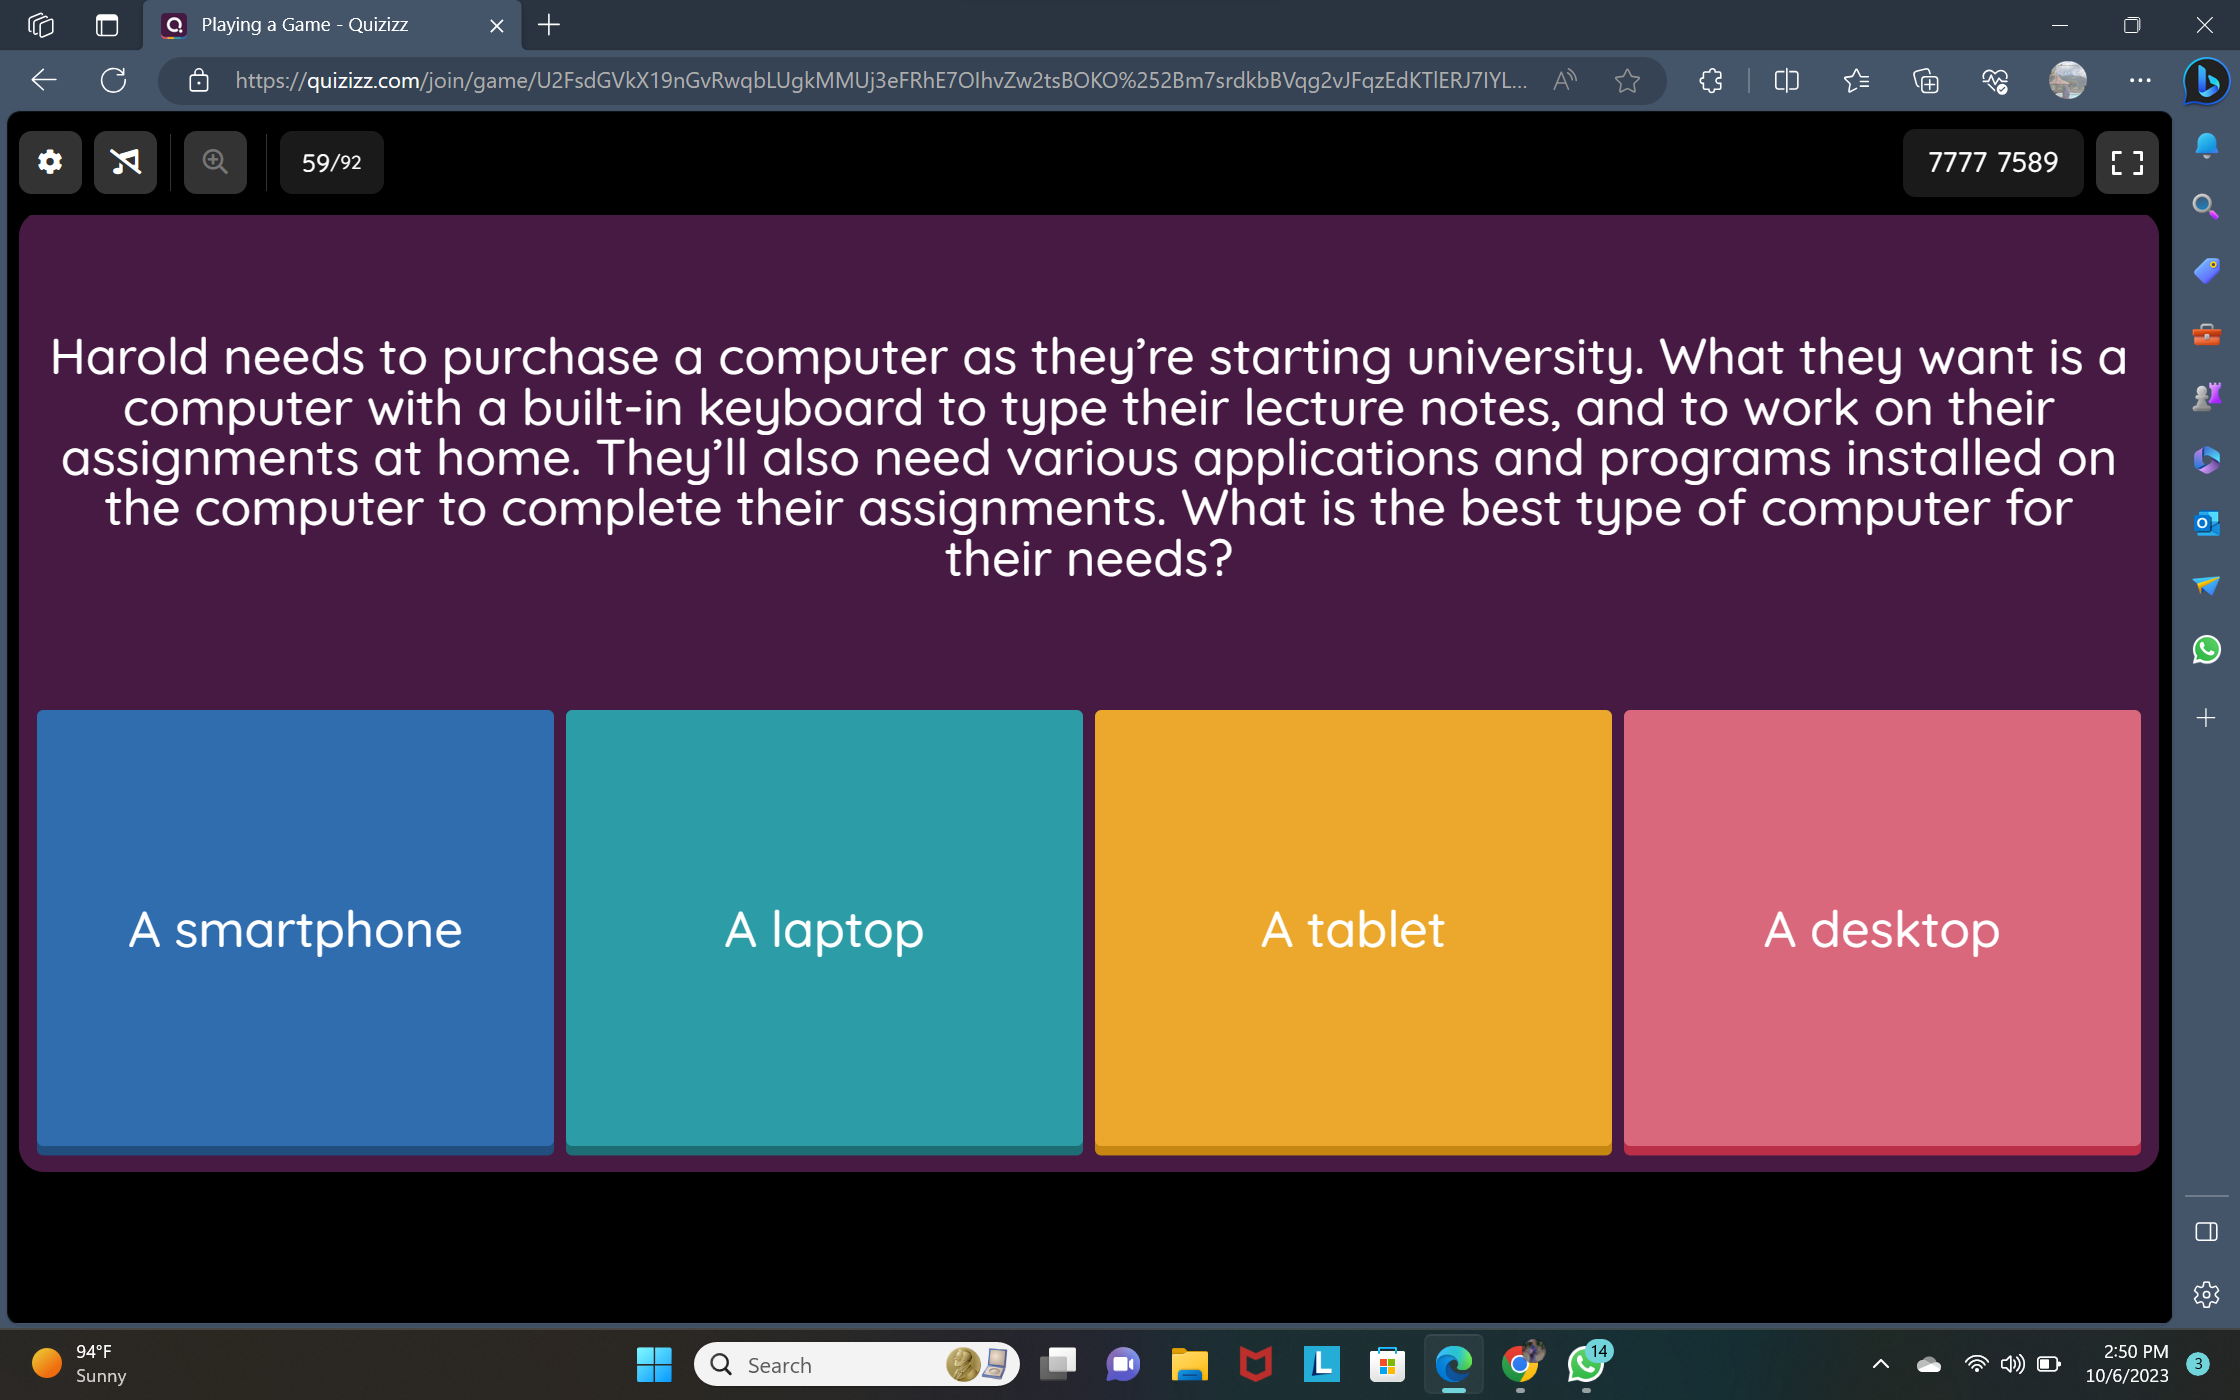 Playing a Game - Quizizz
https://quizizz.com/join/game/U2FsdGVkX19nGvRwqbLUgkMMUj3eFRhE7OIhvZw2tsBOKO%252Bm7srdkbBVqg2vJFqzEdKTlERJ7IYL...
59/92
7777 7589
Harold needs to purchase a computer as they’re starting university. What they want is a
computer with a built-in keyboard to type their lecture notes, and to work on their
assignments at home. They’ll also need various applications and programs installed on
the computer to complete their assignments. What is the best type of computer for
their needs?
A smartphone
A laptop
A tablet
A desktop
94°F
Sunny
Search
14
2:50 PM
10/6/2023
3